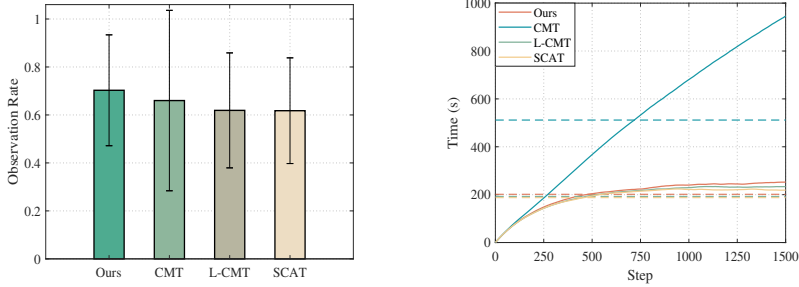 Observation Rate
1
0.8
0.6
0.4
0.2
0
Ours CMT L-CMT SCAT
Time (s)
1000
800
600
400
200
0
Ours
CMT
L-CMT
SCAT
0 250 500 750 1000 1250 1500
Step